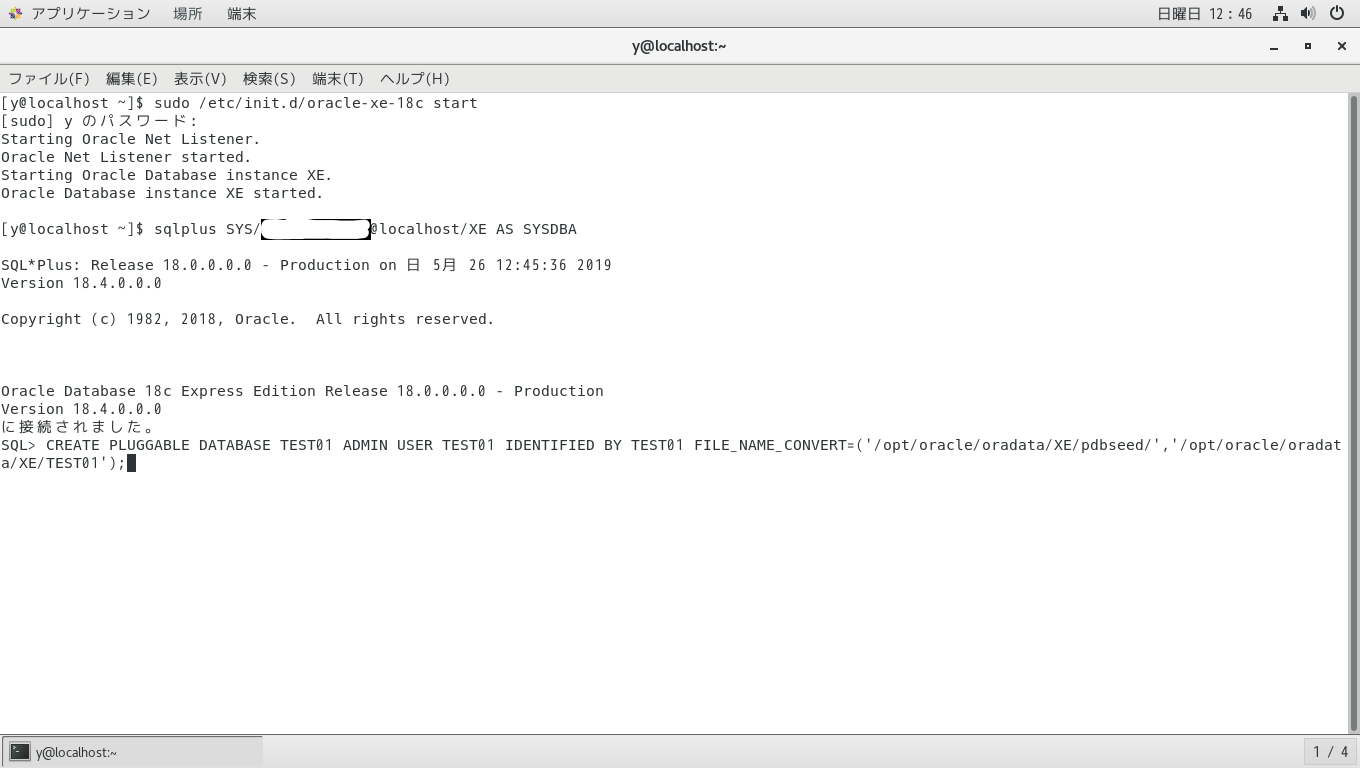 アプリケーション 場所 端末 日曜日 12：46
y@localhost:~
ファイル(F) 編集(E) 表示(V) 検索(S) 端末(T) ヘルプ(H)
[y@localhost ~]$ sudo /etc/init.d/oracle-xe-18c start
[sudo] y のパスワード:
Starting Oracle Net Listener.
Oracle Net Listener started.
Starting Oracle Database instance XE.
Oracle Database instance XE started.
[y@localhost ~]$ sqlplus SYS/ @localhost/XE AS SYSDBA
SQL*Plus: Release 18.0.0.0.0 - Production on 日 5月 26 12:45:36 2019
Version 18.4.0.0.0
Copyright (c) 1982, 2018, Oracle.  All rights reserved.
Oracle Database 18c Express Edition Release 18.0.0.0.0 - Production
Version 18.4.0.0.0
に接続されました。
SQL> CREATE PLUGGABLE DATABASE TEST01 ADMIN USER TEST01 IDENTIFIED BY TEST01 FILE_NAME_CONVERT=('/opt/oracle/oradata/XE/pdbseed/','/opt/oracle/oradat
a/XE/TEST01');
y@localhost:~ 1 / 4